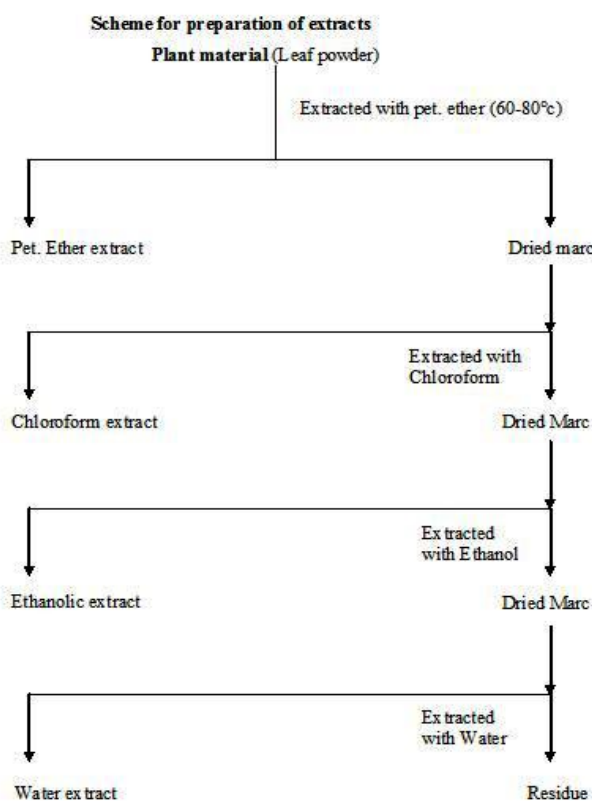 Scheme for preparation of extracts
Plant material (Leaf powder)
Extracted with pet. ether (60-80°c)
Pet. Ether extract
Dried marc
Extracted with
Chloroform
Chloroform extract
Dried Marc
Extracted
with Ethanol
Ethanolic extract
Dried Marc
Extracted
with Water
Water extract
Residue